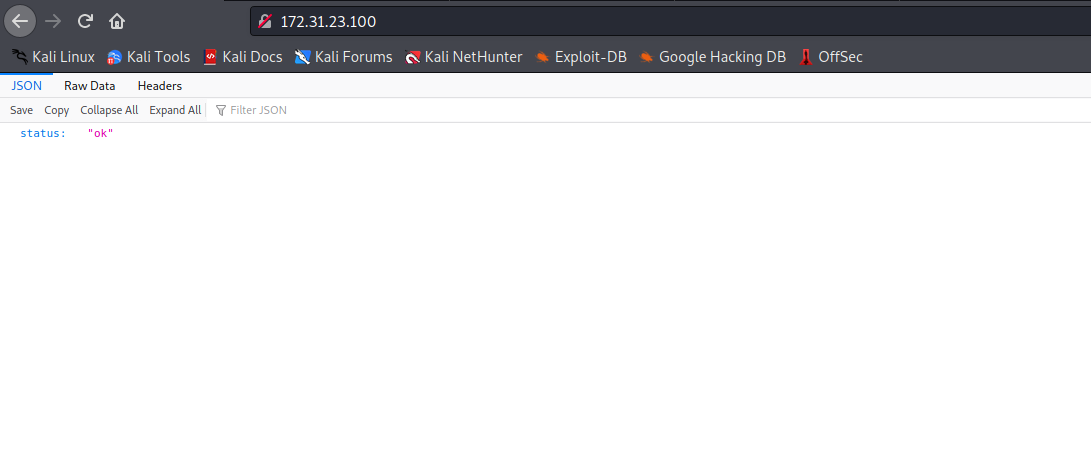 172.31.23.100
Kali Linux Kali Tools Kali Docs Kali Forums Kali NetHunter Exploit-DB Google Hacking DB OffSec
JSON Raw Data Headers
Save Copy Collapse All Expand All Filter JSON
status: "ok"